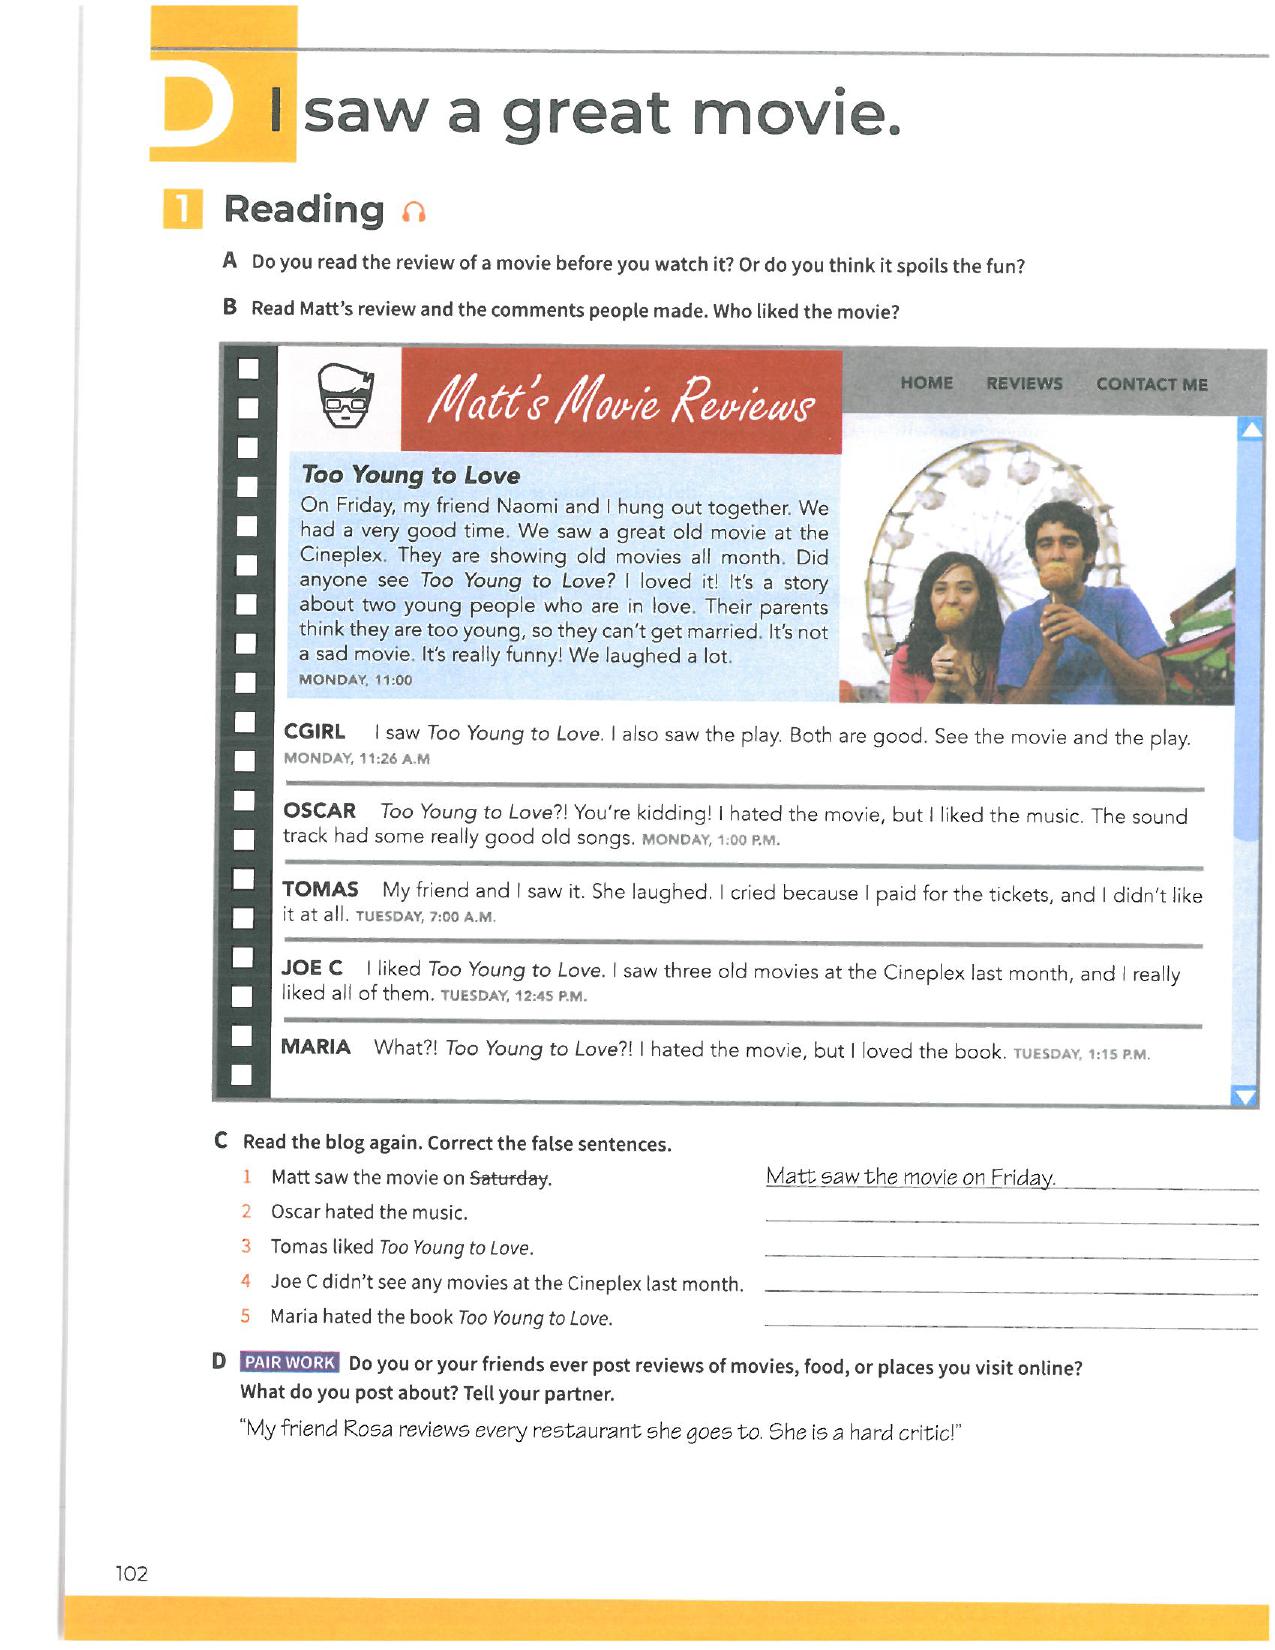 D I saw a great movie.
1 Reading
A Do you read the review of a movie before you watch it? Or do you think it spoils the fun?
B Read Matt's review and the comments people made. Who liked the movie?
Matt's Movie Reviews
HOME REVIEWS CONTACT ME
Too Young to Love
On Friday, my friend Naomi and I hung out together. We
had a very good time. We saw a great old movie at the
Cineplex. They are showing old movies all month. Did
anyone see Too Young to Love? I loved it! It's a story
about two young people who are in love. Their parents
think they are too young, so they can't get married. It's not
a sad movie. It's really funny! We laughed a lot.
MONDAY, 11:00
CGIRL I saw Too Young to Love. I also saw the play. Both are good. See the movie and the play.
MONDAY, 11:26 A.M
OSCAR Too Young to Love?! You're kidding! I hated the movie, but I liked the music. The sound
track had some really good old songs. MONDAY, 1:00 P.M.
TOMAS My friend and I saw it. She laughed. I cried because I paid for the tickets, and I didn't like
it at all. TUESDAY, 7:00 A.M.
JOE C I liked Too Young to Love. I saw three old movies at the Cineplex last month, and I really
liked all of them. TUESDAY, 12:45 P.M.
MARIA What?! Too Young to Love?! I hated the movie, but I loved the book. TUESDAY, 1:15 P.M.
C Read the blog again. Correct the false sentences.
1 Matt saw the movie on Saturday. Matt saw the movie on Friday.
2 Oscar hated the music.
3 Tomas liked Too Young to Love.
4 Joe C didn't see any movies at the Cineplex last month.
5 Maria hated the book Too Young to Love.
D PAIR WORK Do you or your friends ever post reviews of movies, food, or places you visit online?
What do you post about? Tell your partner.
"My friend Rosa reviews every restaurant she goes to. She is a hard critic!"
102